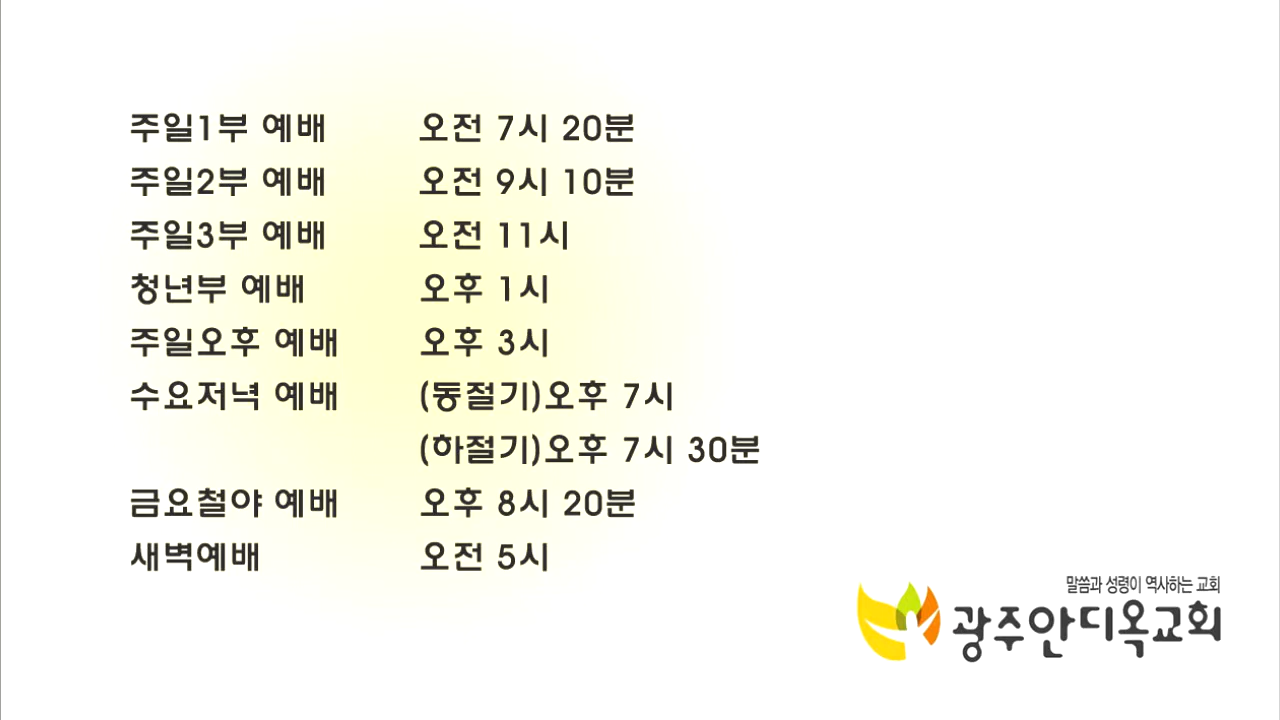 주일1부 예배 오전 7시 20분
주일2부 예배 오전 9시 10분
주일3부 예배 오전 11시
청년부 예배 오후 1시
주일오후 예배 오후 3시
수요저녁 예배 (동절기)오후 7시
(하절기)오후 7시 30분
금요철야 예배 오후 8시 20분
새벽예배 오전 5시
말씀과 성령이 역사하는 교회
광주안디옥교회